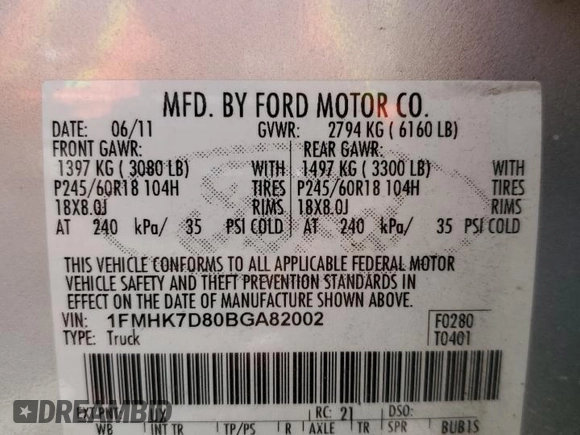 MFD. BY FORD MOTOR CO.
DATE: 06/11 GVWR: 2794 KG ( 6160 LB)
FRONT GAWR: REAR GAWR:
1397 KG ( 3080 LB) WITH 1497 KG ( 3300 LB) WITH
P245/60R18 104H TIRES P245/60R18 104H TIRES
18X8.0J RIMS 18X8.0J RIMS
AT 240 kPa/ 35 PSI COLD AT 240 kPa/ 35 PSI COLD
THIS VEHICLE CONFORMS TO ALL APPLICABLE FEDERAL MOTOR
VEHICLE SAFETY AND THEFT PREVENTION STANDARDS IN
EFFECT ON THE DATE OF MANUFACTURE SHOWN ABOVE.
VIN: 1FMHK7D80BGA82002 F0280
TYPE: Truck T0401
EXT PNT: UX RC: 21 DSO:
WB INT TR TP/PS R AXLE TR SPR BUB1S
DREAMBID